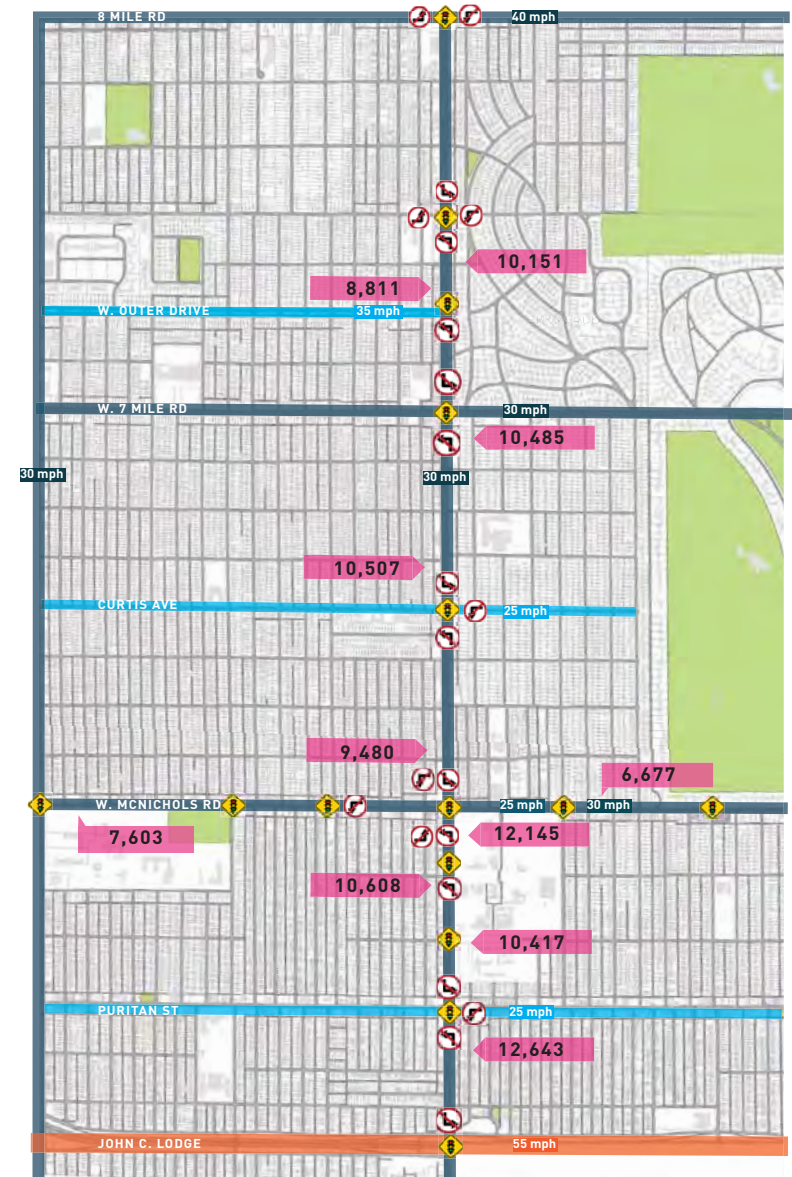 8 MILE RD
40 mph
10,151
8,811
W. OUTER DRIVE
35 mph
W. 7 MILE RD
30 mph
10,485
30 mph
30 mph
10,507
CURTIS AVE
25 mph
9,480
6,677
W. MCNICHOLS RD
25 mph
30 mph
7,603
12,145
10,608
10,417
PURITAN ST
25 mph
12,643
JOHN C. LODGE
55 mph